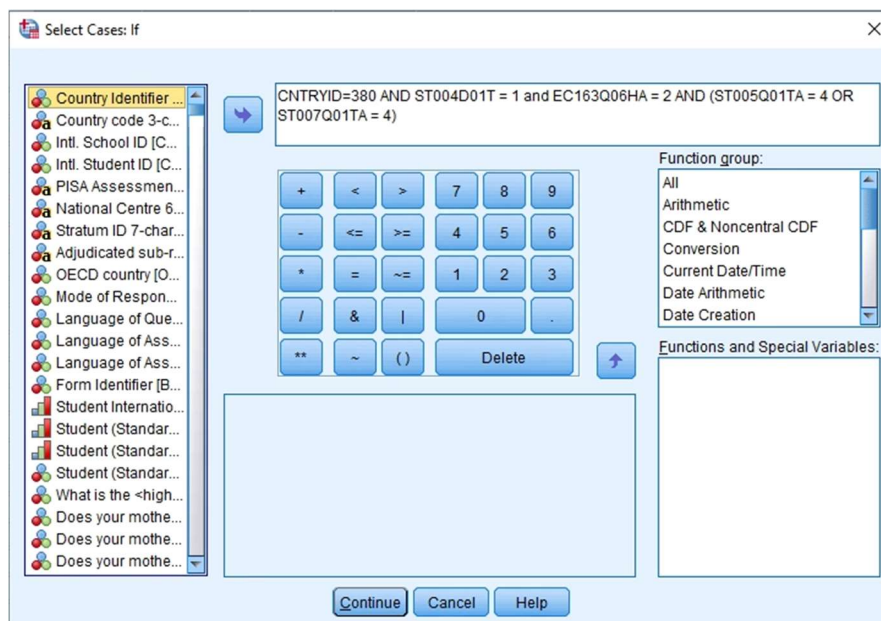 Select Cases: If
Country Identifier ...
Country code 3-c...
Intl. School ID [C...
Intl. Student ID [C...
PISA Assessmen...
National Centre 6...
Stratum ID 7-char...
Adjudicated sub-r...
OECD country [O...
Mode of Respon...
Language of Que...
Language of Ass...
Language of Ass...
Form Identifier [B...
Student Internatio...
Student (Standar...
Student (Standar...
Student (Standar...
What is the <high...
Does your mothe...
Does your mothe...
Does your mothe...
CNTRYID=380 AND ST004D01T = 1 and EC163Q06HA = 2 AND (ST005Q01TA = 4 OR
ST007Q01TA = 4)
+ < > 7 8 9
- <= >= 4 5 6
* = ~= 1 2 3
/ & | 0 .
** ~ ( ) Delete
Function group:
All
Arithmetic
CDF & Noncentral CDF
Conversion
Current Date/Time
Date Arithmetic
Date Creation
Functions and Special Variables:
Continue Cancel Help